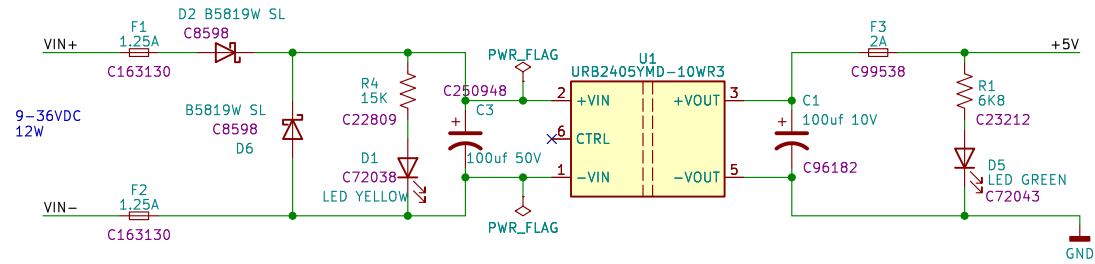 D2 B5819W SL
C8598
F1
1.25A
VIN+
C163130
F3
2A
C99538
+5V
PWR_FLAG
U1
URB2405YMD-10WR3
R4
15K
C22809
C250948
C3
2
+VIN
+VOUT
3
C1
100uf 10V
R1
6K8
C23212
B5819W SL
C8598
D6
9-36VDC
12W
+
6
CTRL
+
100uf 50V
D1
C72038
LED YELLOW
1
-VIN
-VOUT
5
C96182
D5
LED GREEN
C72043
F2
1.25A
VIN-
C163130
PWR_FLAG
GND